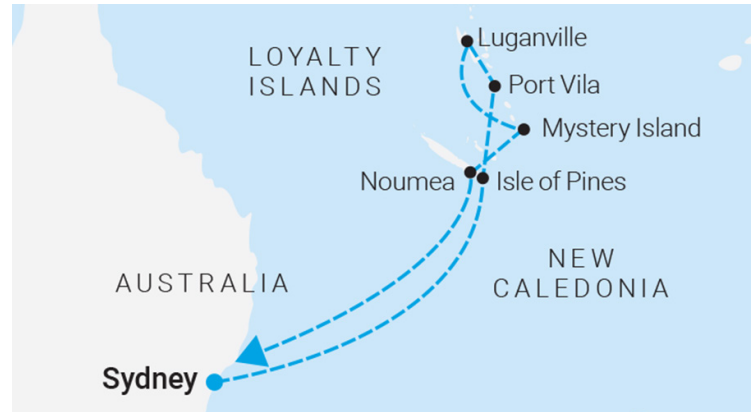 Luganville
LOYALTY
ISLANDS
Port Vila
Mystery Island
Noumea
Isle of Pines
NEW
CALEDONIA
AUSTRALIA
Sydney